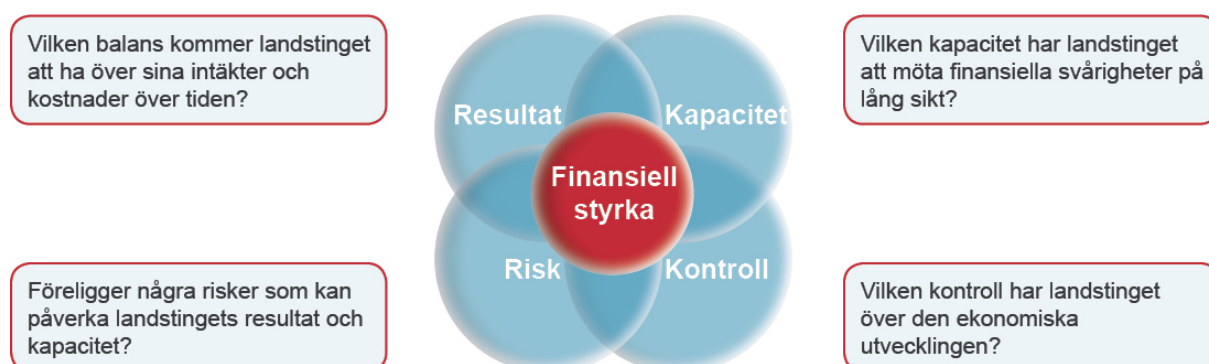 Vilken balans kommer landstinget
att ha över sina intäkter och
kostnader över tiden?
Vilken kapacitet har landstinget
att möta finansiella svårigheter på
lång sikt?
Resultat
Kapacitet
Finansiell
styrka
Risk
Kontroll
Föreligger några risker som kan
påverka landstingets resultat och
kapacitet?
Vilken kontroll har landstinget
över den ekonomiska
utvecklingen?